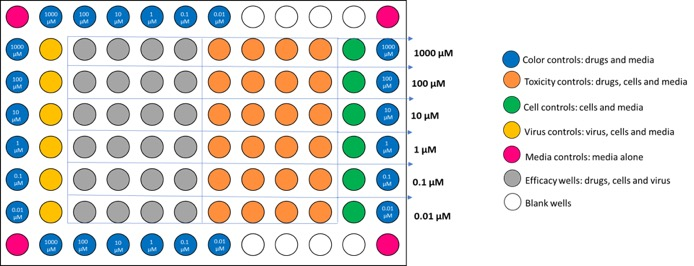 1000 µM 100 µM 10 µM 1 µM 0.1 µM 0.01 µM
1000 µM 1000 µM 1000 µM
100 µM 100 µM 100 µM
10 µM 10 µM 10 µM
1 µM 1 µM 1 µM
0.1 µM 0.1 µM 0.1 µM
0.01 µM 0.01 µM 0.01 µM
1000 µM 100 µM 10 µM 1 µM 0.1 µM 0.01 µM
Color controls: drugs and media
Toxicity controls: drugs, cells and media
Cell controls: cells and media
Virus controls: virus, cells and media
Media controls: media alone
Efficacy wells: drugs, cells and virus
Blank wells